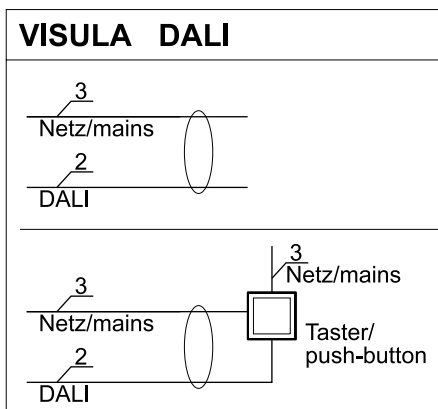 VISULA DALI
3
Netz/mains
2
DALI
3
Netz/mains
3
Netz/mains
Taster/
push-button
2
DALI